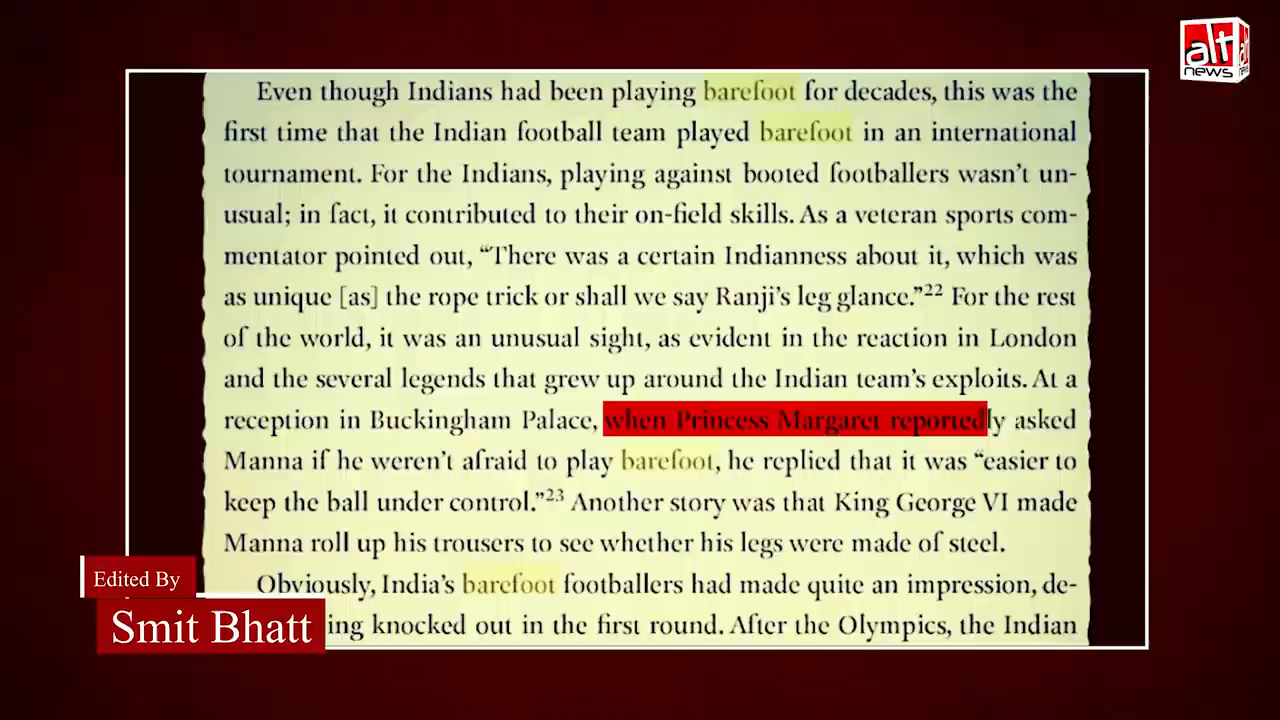 alt
news
Even though Indians had been playing barefoot for decades, this was the
first time that the Indian football team played barefoot in an international
tournament. For the Indians, playing against booted footballers wasn't un-
usual; in fact, it contributed to their on-field skills. As a veteran sports com-
mentator pointed out, “There was a certain Indianness about it, which was
as unique [as] the rope trick or shall we say Ranji's leg glance.”22 For the rest
of the world, it was an unusual sight, as evident in the reaction in London
and the several legends that grew up around the Indian team's exploits. At a
reception in Buckingham Palace, when Princess Margaret reportedly asked
Manna if he weren't afraid to play barefoot, he replied that it was “easier to
keep the ball under control.”23 Another story was that King George VI made
Manna roll up his trousers to see whether his legs were made of steel.
Obviously, India's barefoot footballers had made quite an impression, de-
ing knocked out in the first round. After the Olympics, the Indian
Edited By
Smit Bhatt